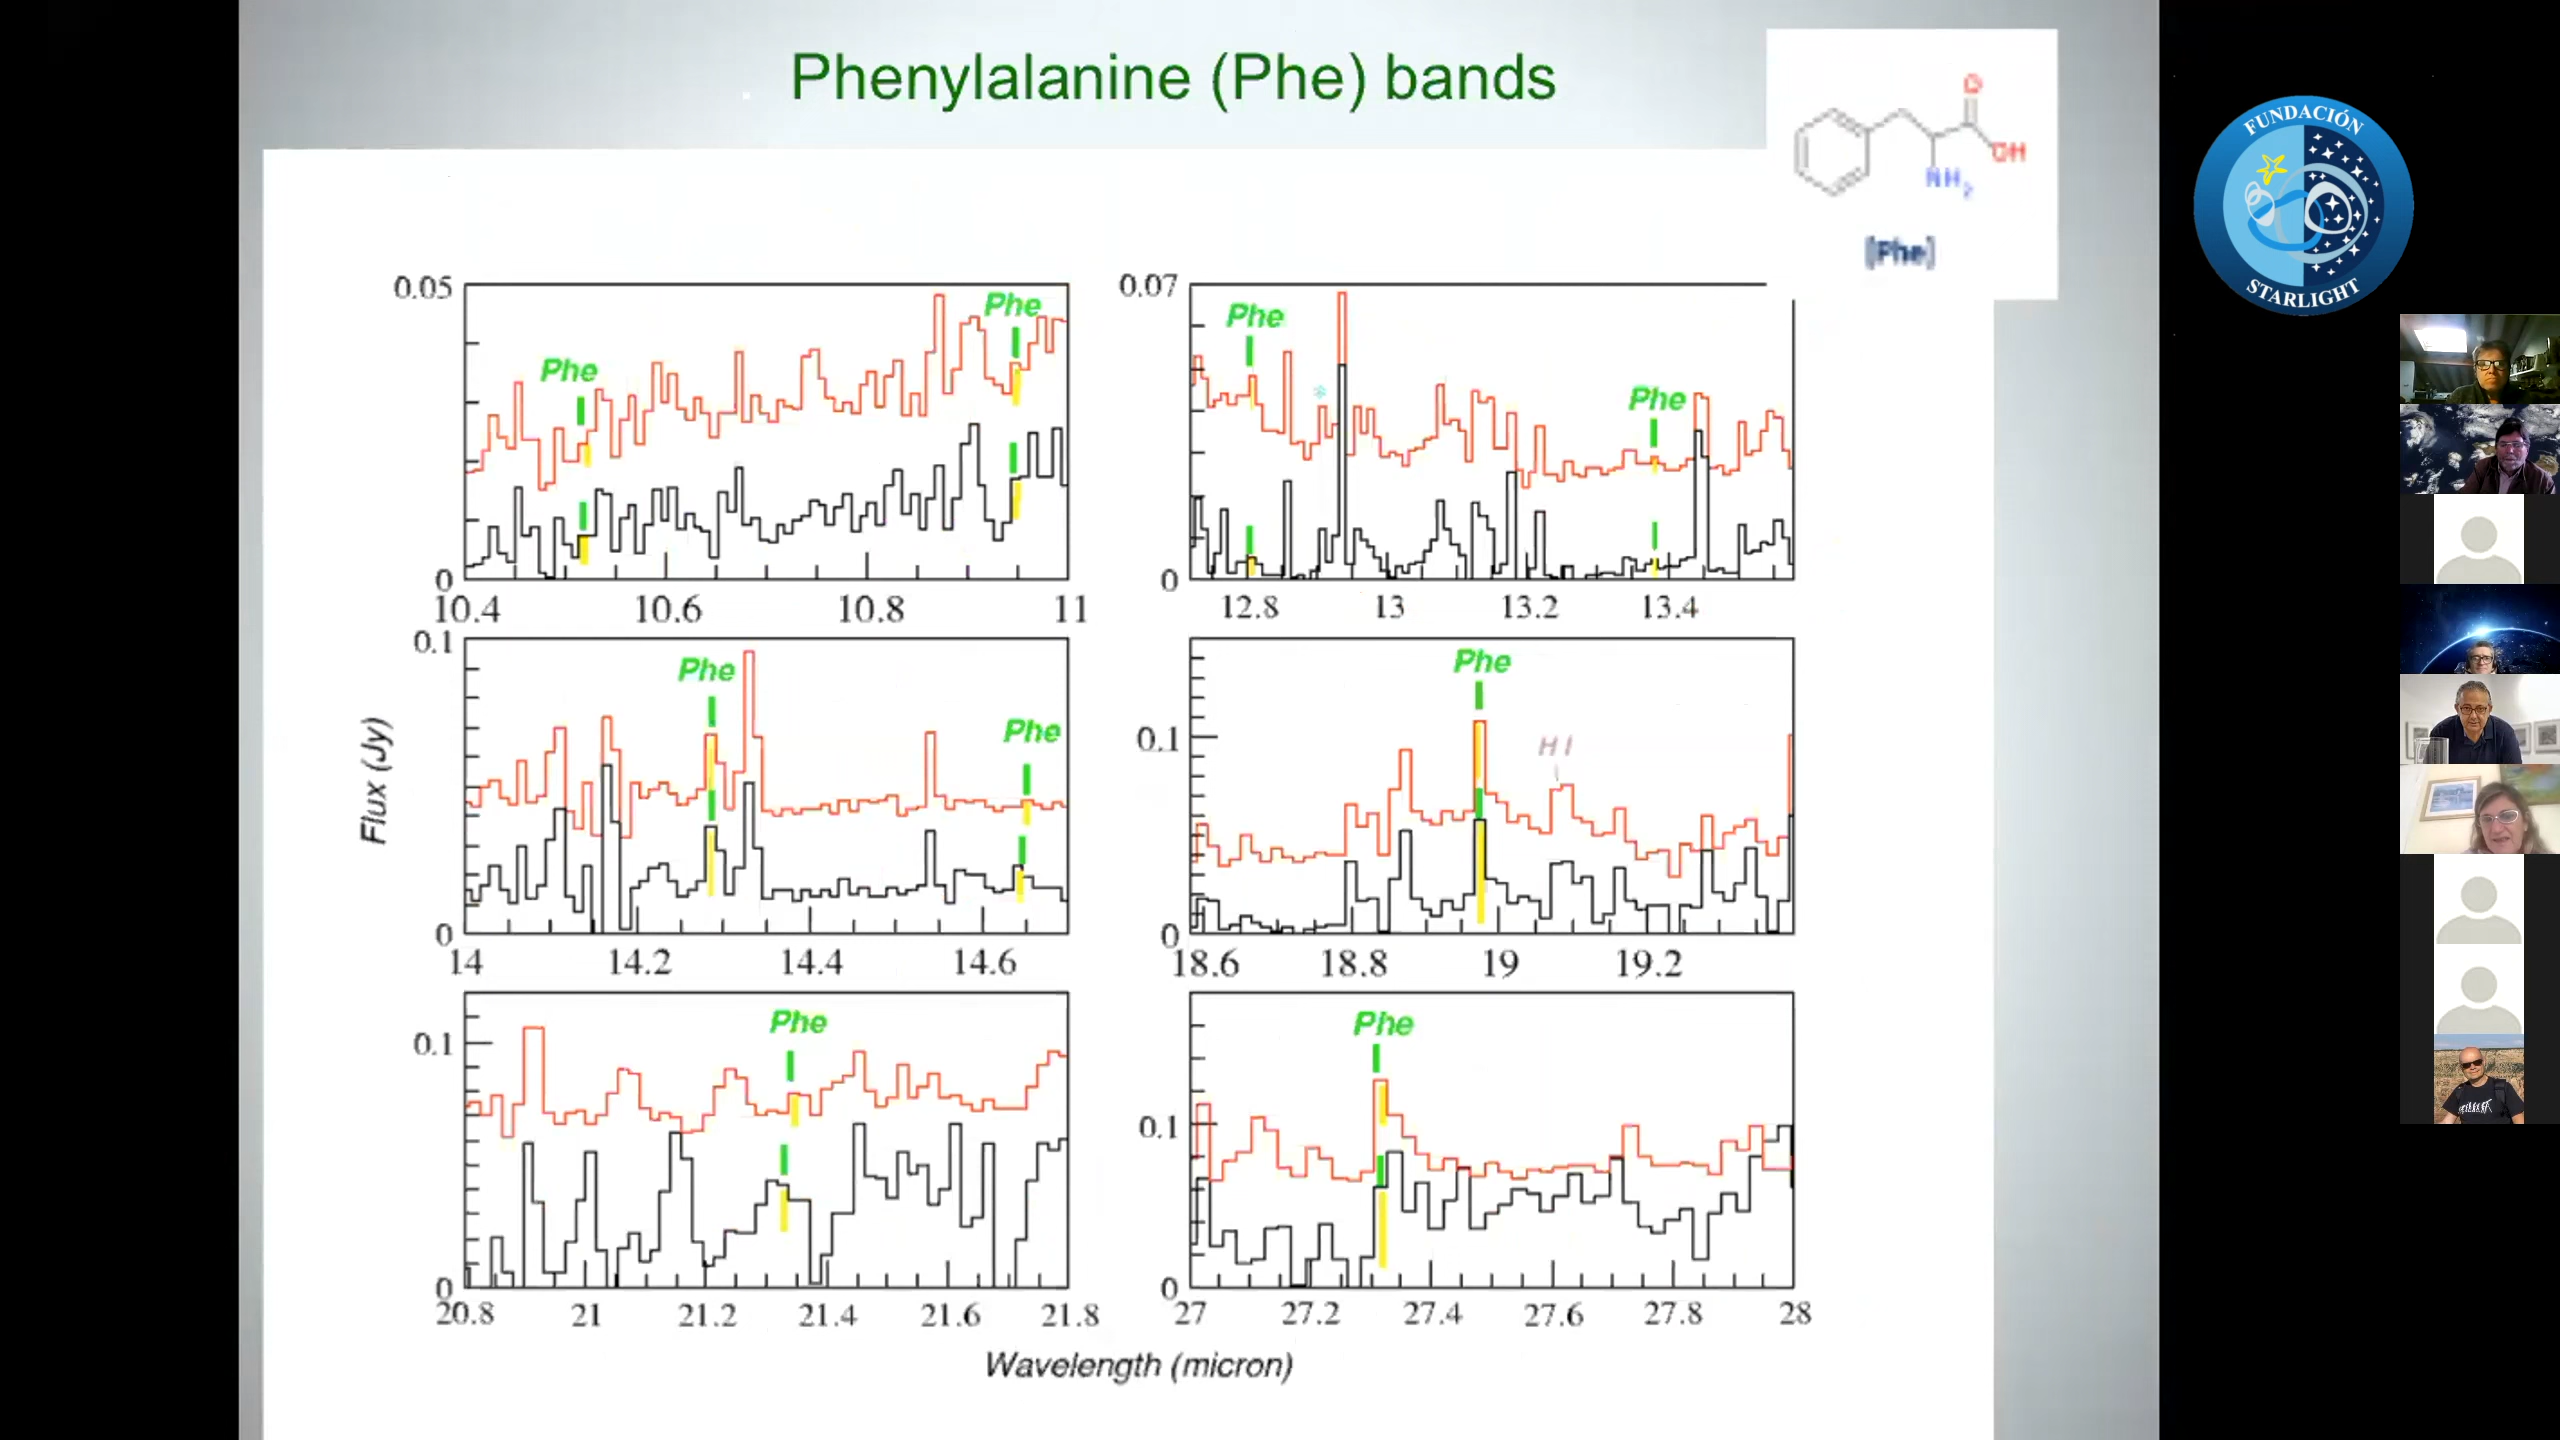 Phenylalanine (Phe) bands
O
OH
NH2
[Phe]
FUNDACIÓN
STARLIGHT
0.05
Phe
Phe
0
10.4 10.6 10.8 11
0.07
Phe
Phe
0
12.8 13 13.2 13.4
0.1
Phe
Phe
0
14 14.2 14.4 14.6
Phe
0.1
H I
0
18.6 18.8 19 19.2
Phe
0.1
0
20.8 21 21.2 21.4 21.6 21.8
Phe
0.1
0
27 27.2 27.4 27.6 27.8 28
Flux (Jy)
Wavelength (micron)